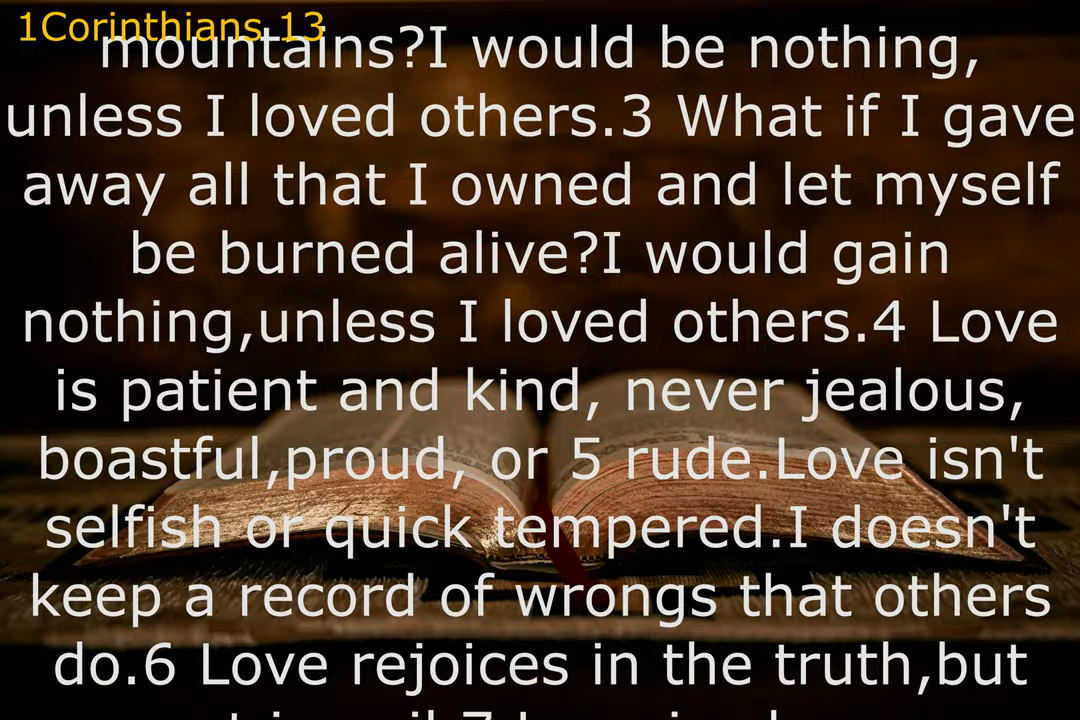 1Corinthians 13
mountains?I would be nothing,
unless I loved others.3 What if I gave
away all that I owned and let myself
be burned alive?I would gain
nothing,unless I loved others.4 Love
is patient and kind, never jealous,
boastful,proud, or 5 rude.Love isn't
selfish or quick tempered.I doesn't
keep a record of wrongs that others
do.6 Love rejoices in the truth,but